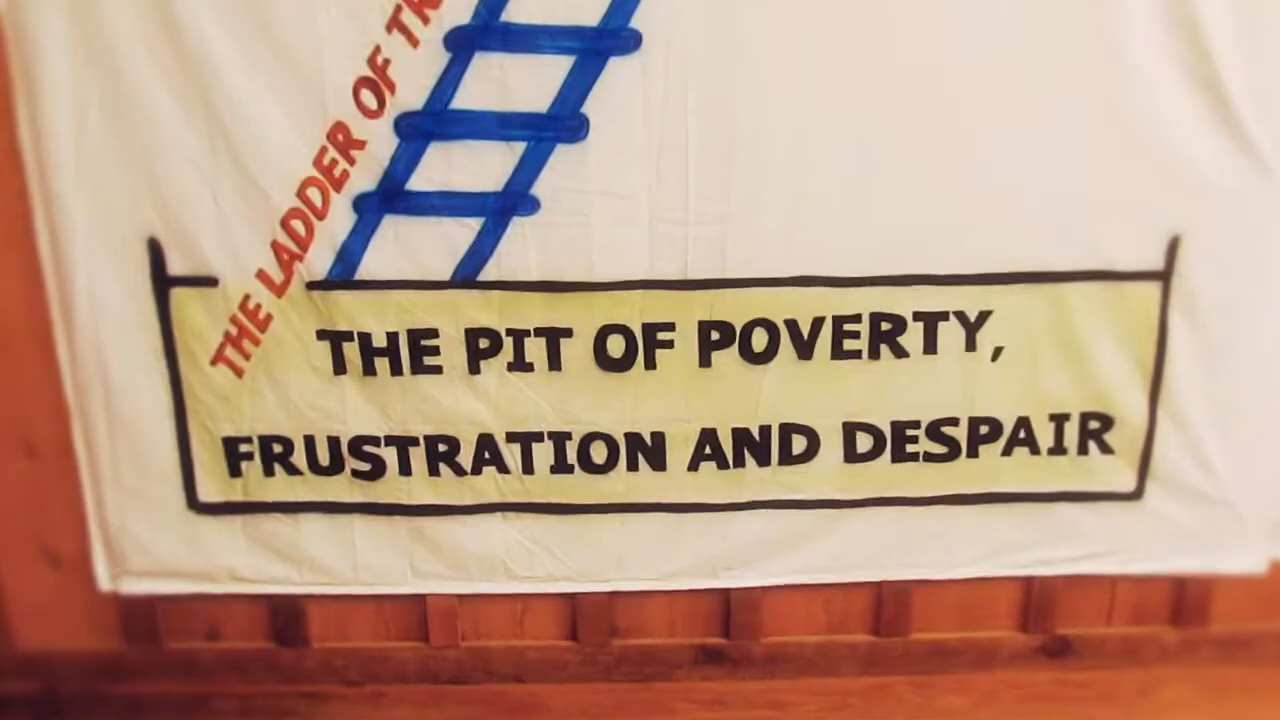 THE LADDER OF
THE PIT OF POVERTY,
FRUSTRATION AND DESPAIR